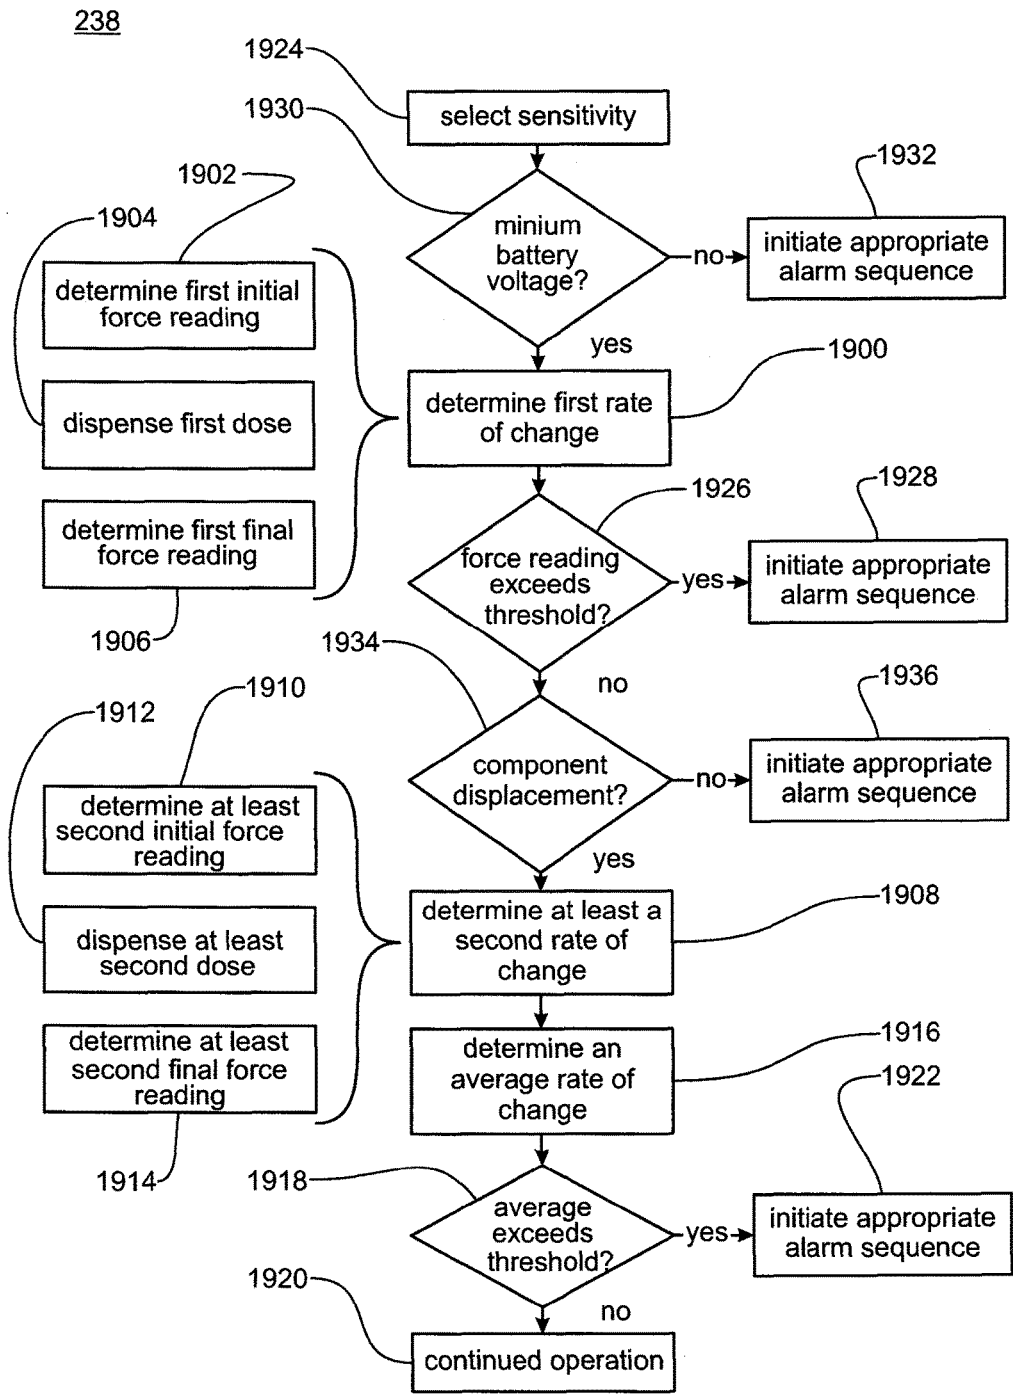 238
1924
select sensitivity
1930
minium
battery
voltage?
no
1932
initiate appropriate
alarm sequence
yes
1902
1904
determine first initial
force reading
dispense first dose
determine first final
force reading
1906
1900
determine first rate
of change
1926
force reading
exceeds
threshold?
yes
1928
initiate appropriate
alarm sequence
no
1934
component
displacement?
no
1936
initiate appropriate
alarm sequence
yes
1910
1912
determine at least
second initial force
reading
dispense at least
second dose
determine at least
second final force
reading
1914
1908
determine at least a
second rate of
change
1916
determine an
average rate of
change
1918
average
exceeds
threshold?
yes
1922
initiate appropriate
alarm sequence
no
1920
continued operation